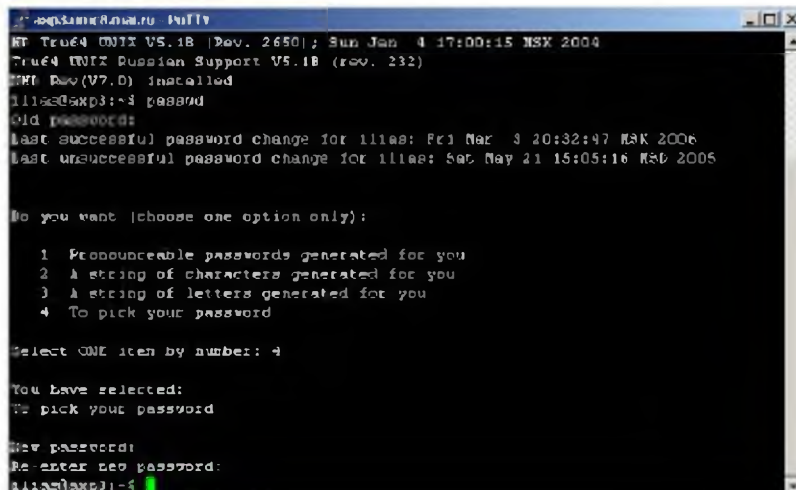 PuTTY
Tru64 UNIX V5.1B (Rev. 2650); Sun Jan 4 17:00:15 MSK 2004
Tru64 UNIX Russian Support V5.1B (rev. 232)
Rev(V7.0) installed
ilias@axp3:~$ passwd
Old password:
Last successful password change for ilias: Fri Mar 3 20:32:47 MSK 2006
Last unsuccessful password change for ilias: Sat May 21 15:05:16 MSD 2005
Do you want (choose one option only):
1 Pronounceable passwords generated for you
2 A string of characters generated for you
3 A string of letters generated for you
4 To pick your password
Select ONE item by number: 4
You have selected:
To pick your password
New password:
Re-enter new password:
ilias@axp3:~$